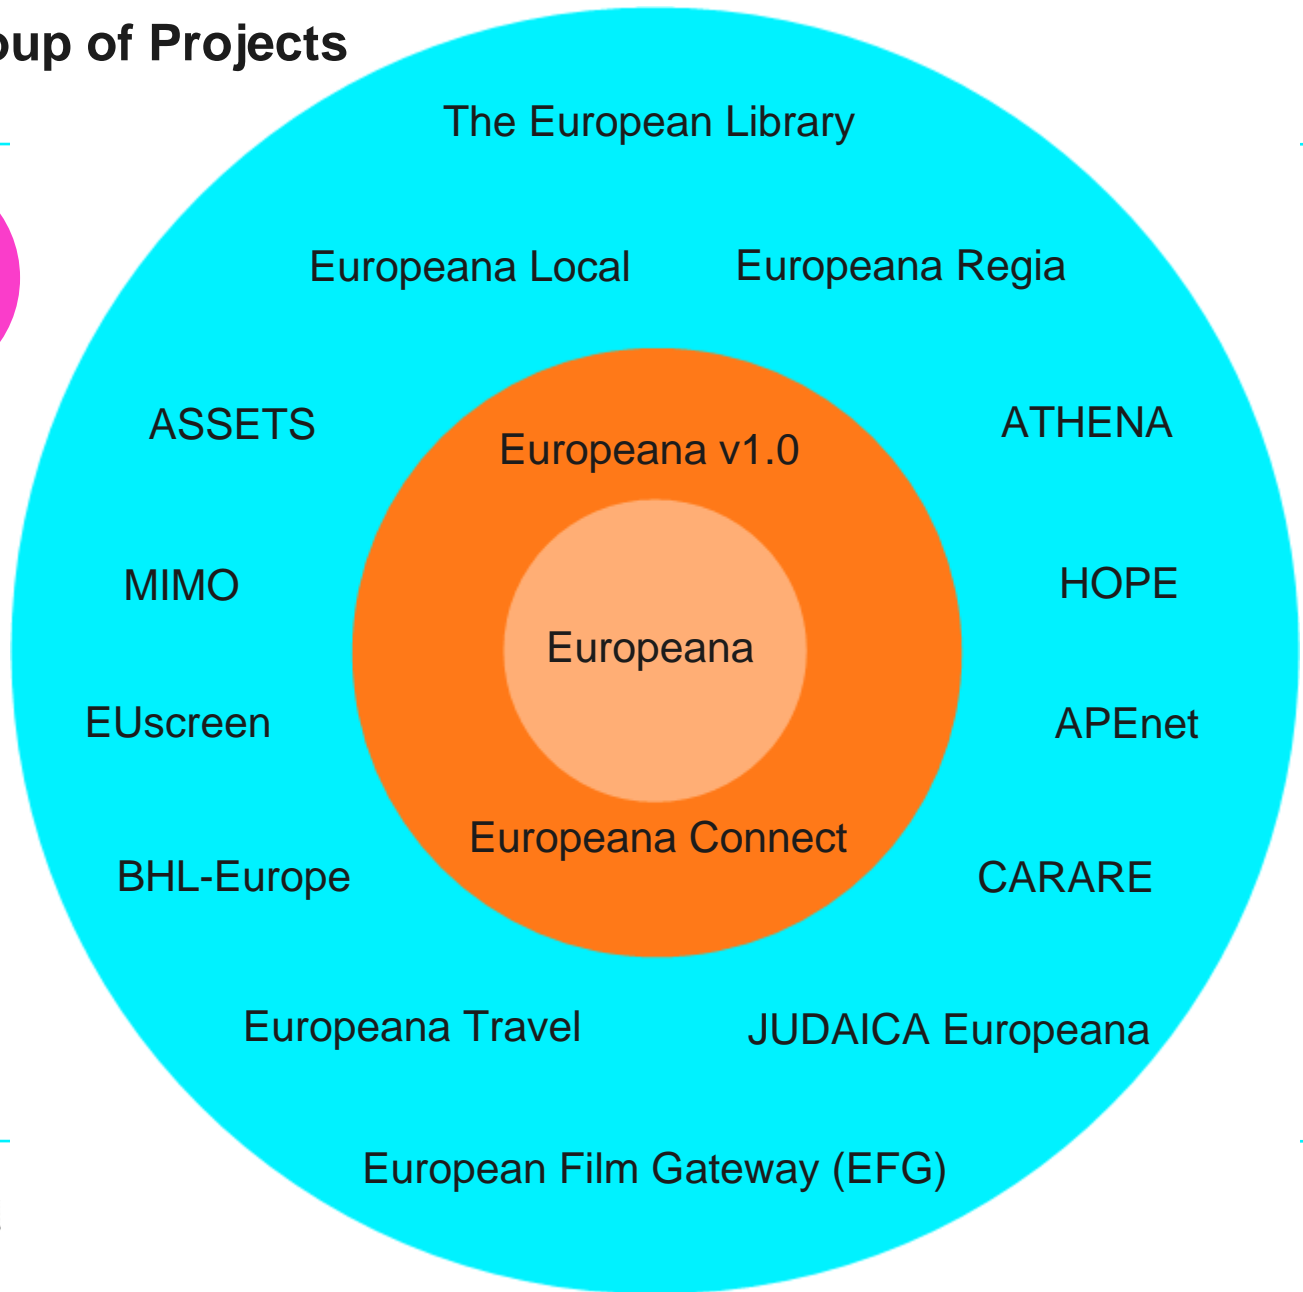 oup of Projects
The European Library
Europeana Local
Europeana Regia
ASSETS
ATHENA
Europeana v1.0
MIMO
HOPE
Europeana
EUscreen
APEnet
Europeana Connect
BHL-Europe
CARARE
Europeana Travel
JUDAICA Europeana
European Film Gateway (EFG)